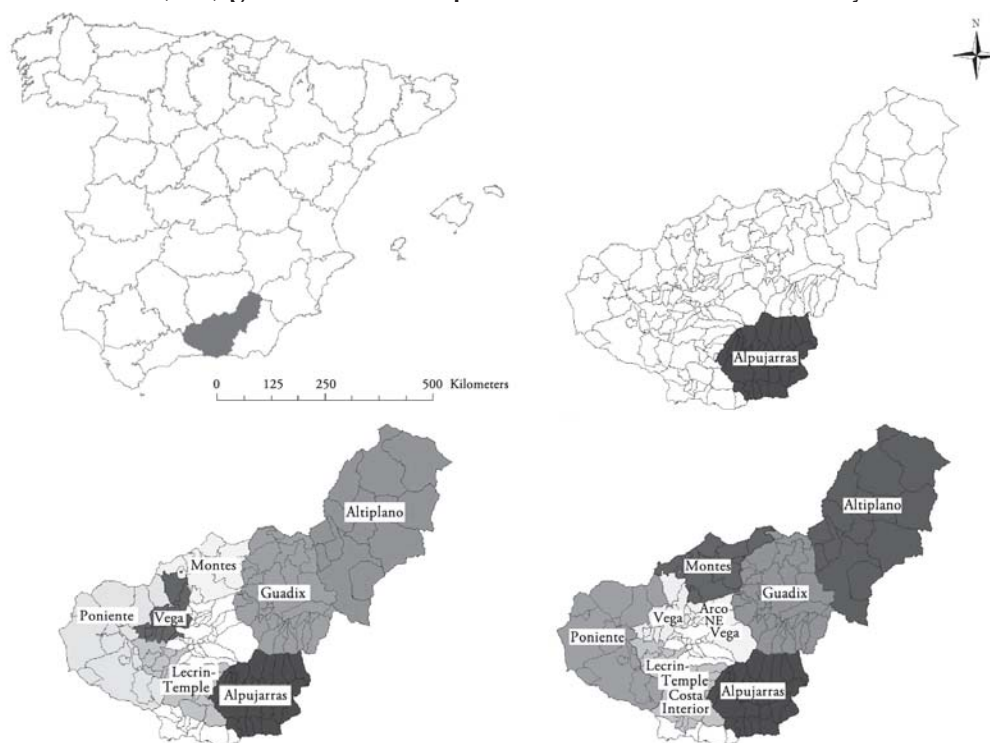 N
0 125 250 500 Kilometers
Alpujarras
Altiplano
Montes
Guadix
Poniente
Vega
Lecrin-
Temple
Alpujarras
Altiplano
Montes
Guadix
Arco
NE
Vega
Vega
Poniente
Lecrin-
Temple
Costa
Interior
Alpujarras